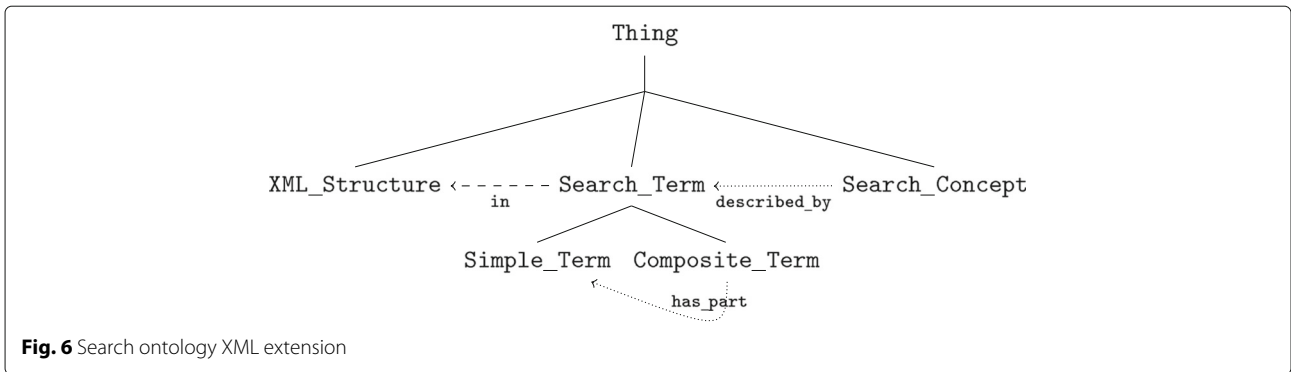 Thing
XML_Structure in Search_Term described_by Search_Concept
Simple_Term Composite_Term
has_part
Fig. 6 Search ontology XML extension